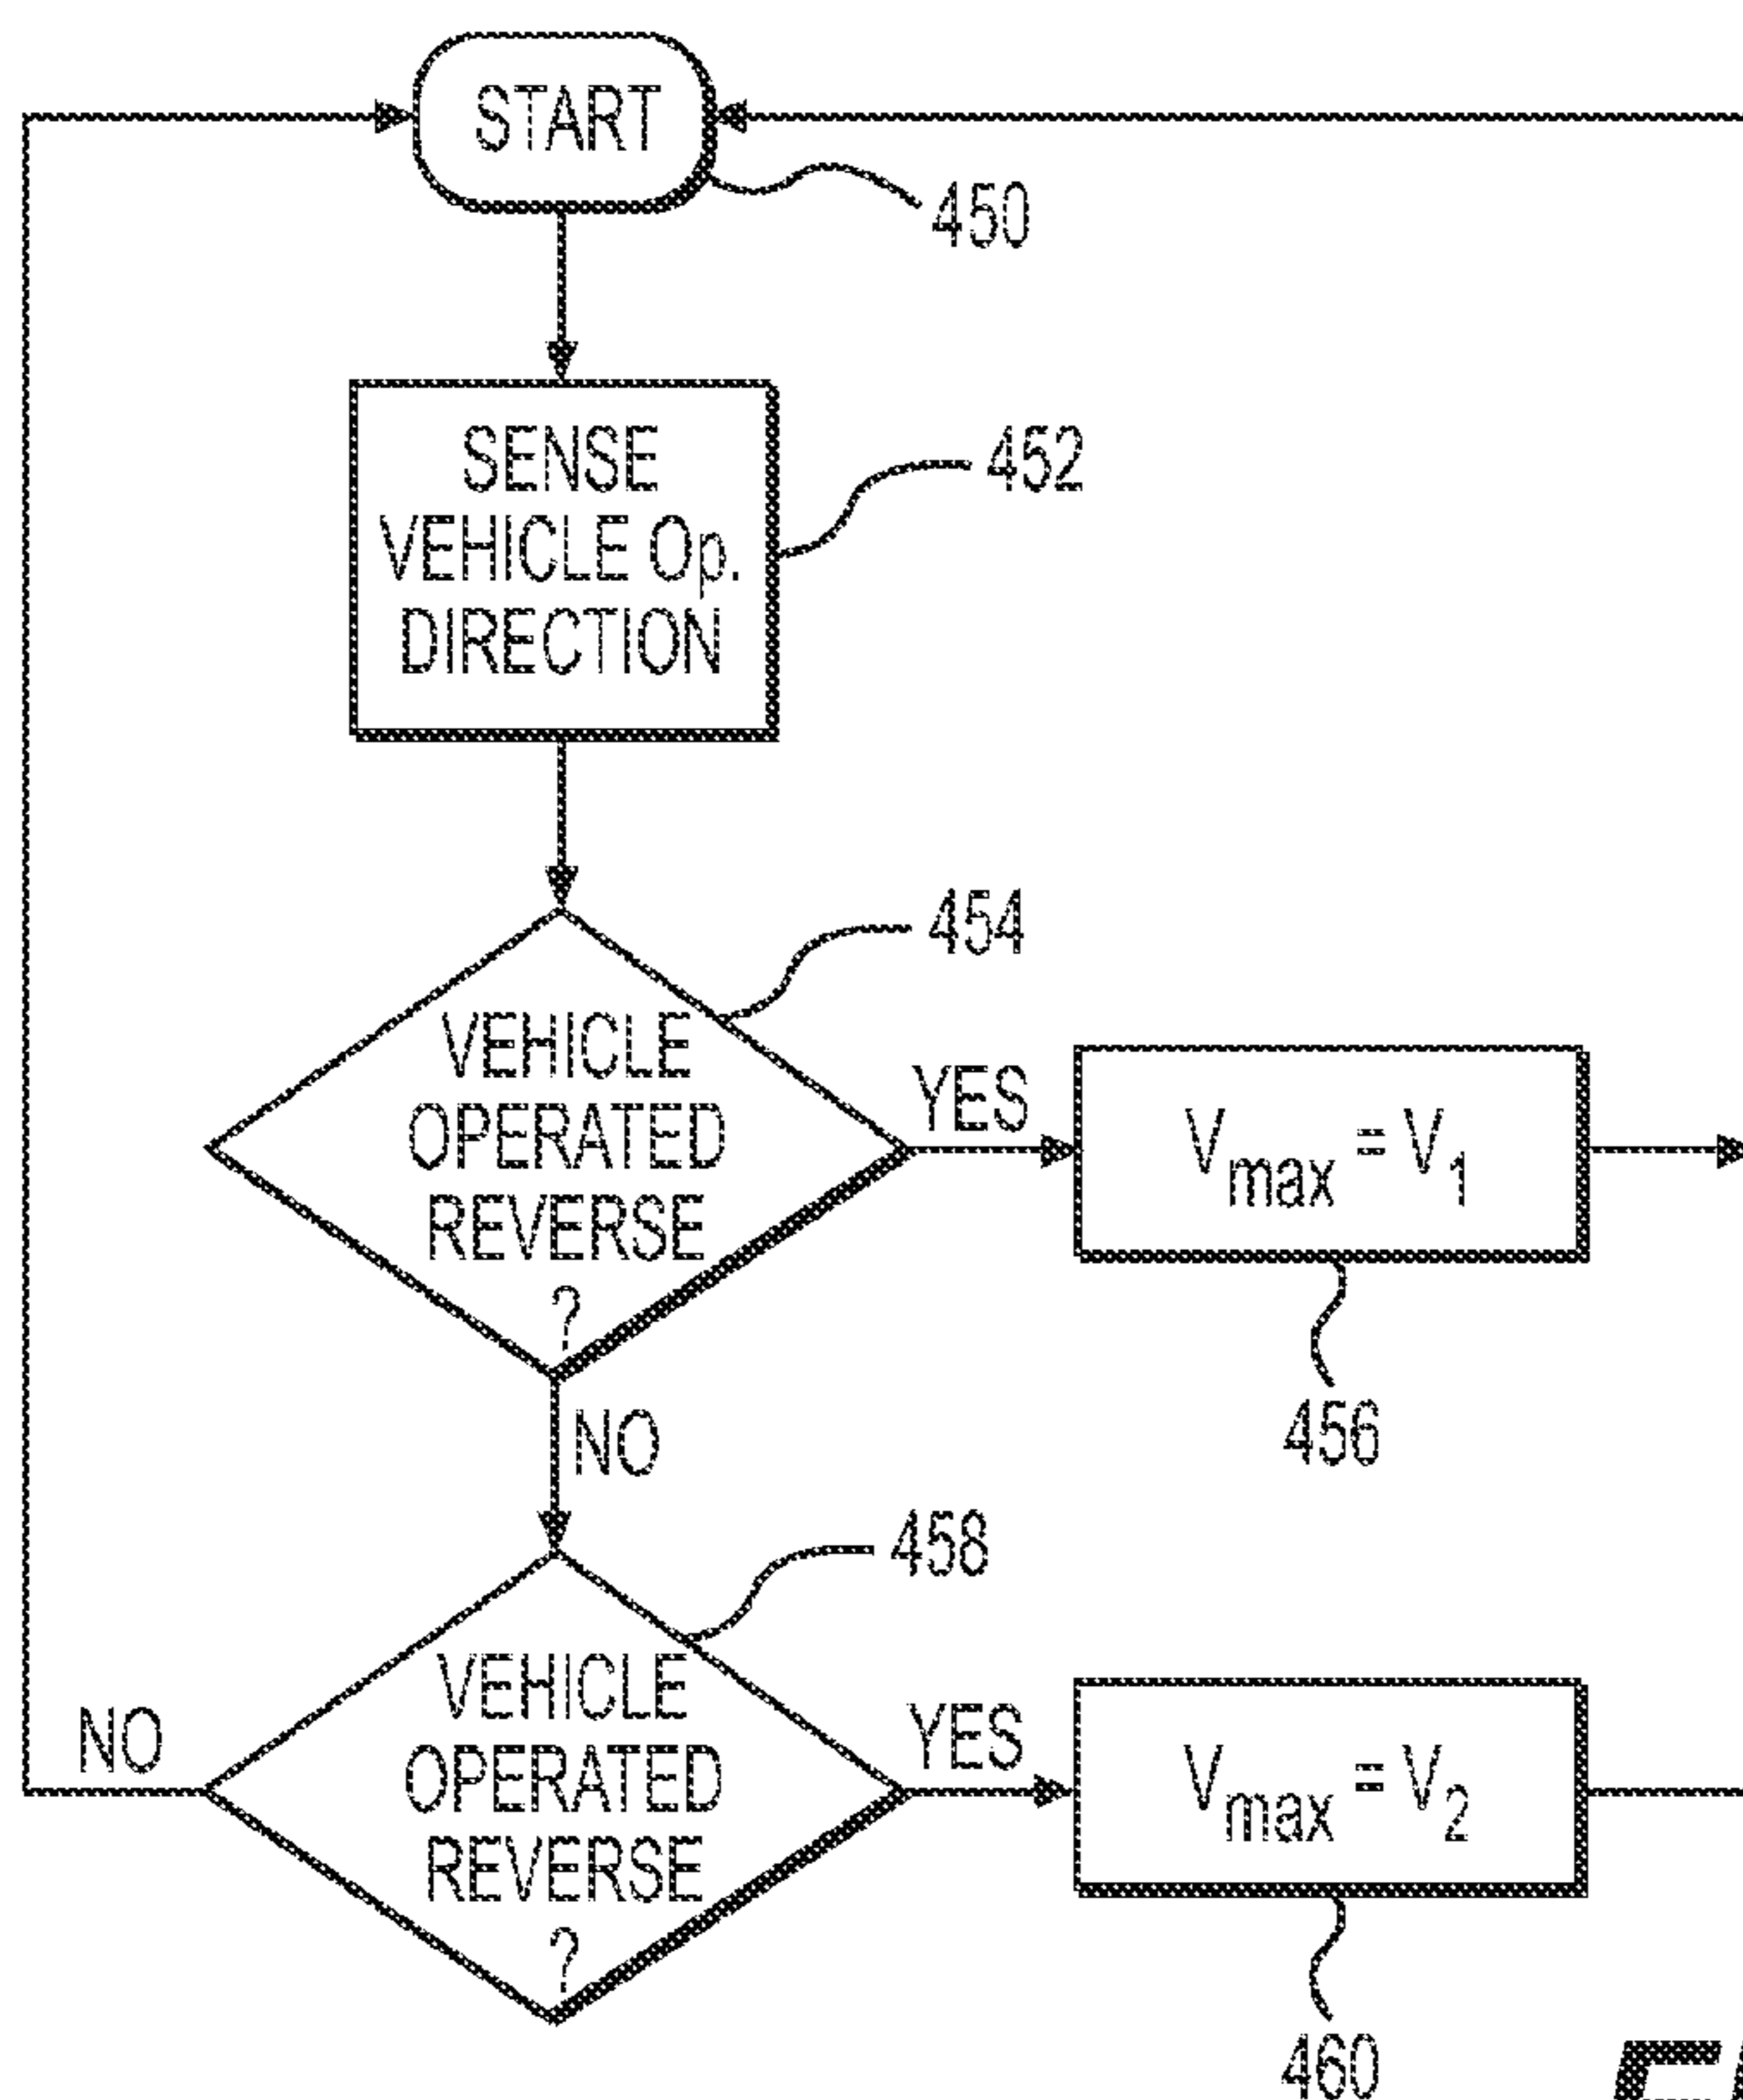 START
450
SENSE
VEHICLE Op.
DIRECTION
452
454
VEHICLE
OPERATED
REVERSE
?
YES
Vmax = V1
456
NO
458
VEHICLE
OPERATED
REVERSE
?
NO
YES
Vmax = V2
460